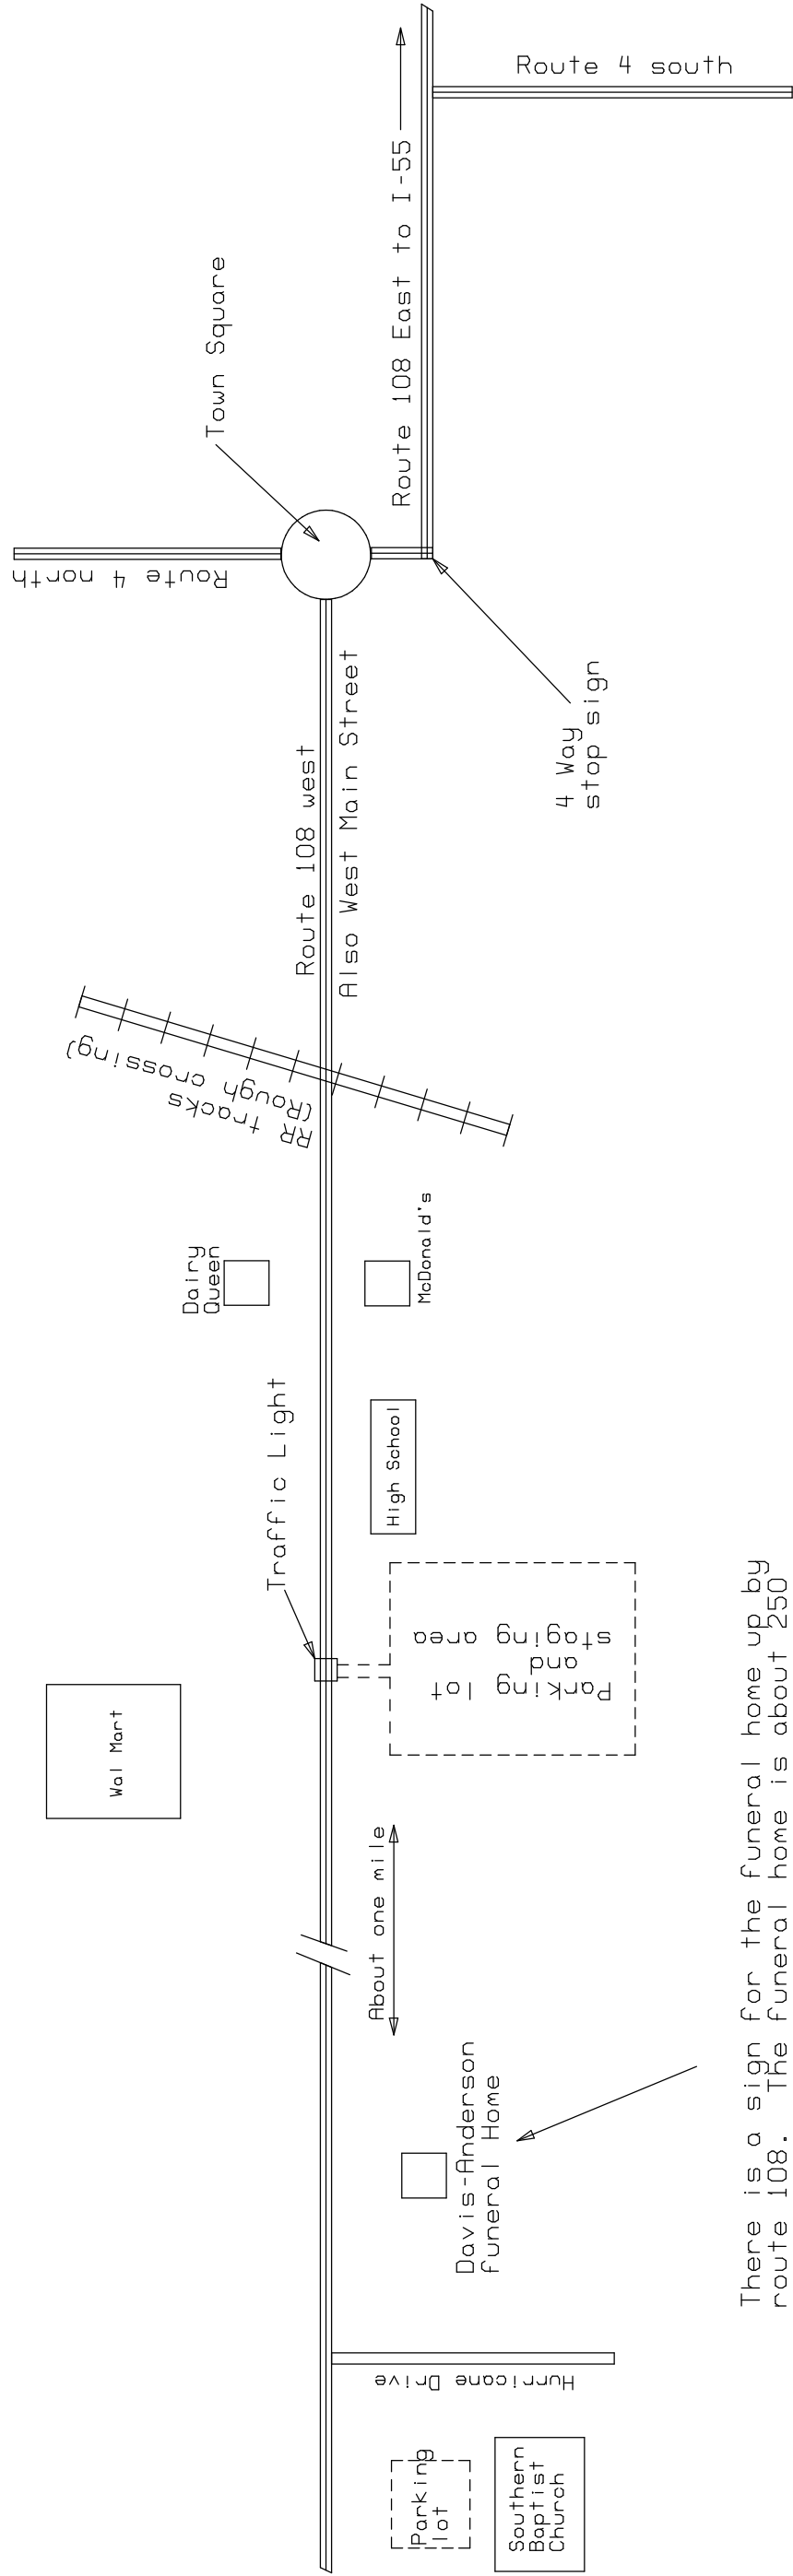 Route 4 south
Route 108 East to I-55
Town Square
Route 4 north
4 Way
stop sign
Route 108 west
Also West Main Street
RR tracks
(Rough crossing)
Dairy
Queen
McDonald's
Traffic Light
High School
Parking lot
and
staging area
Wal Mart
About one mile
Davis-Anderson
funeral Home
There is a sign for the funeral home up by
route 108. The funeral home is about 250
Hurricane Drive
Parking
lot
Southern
Baptist
Church